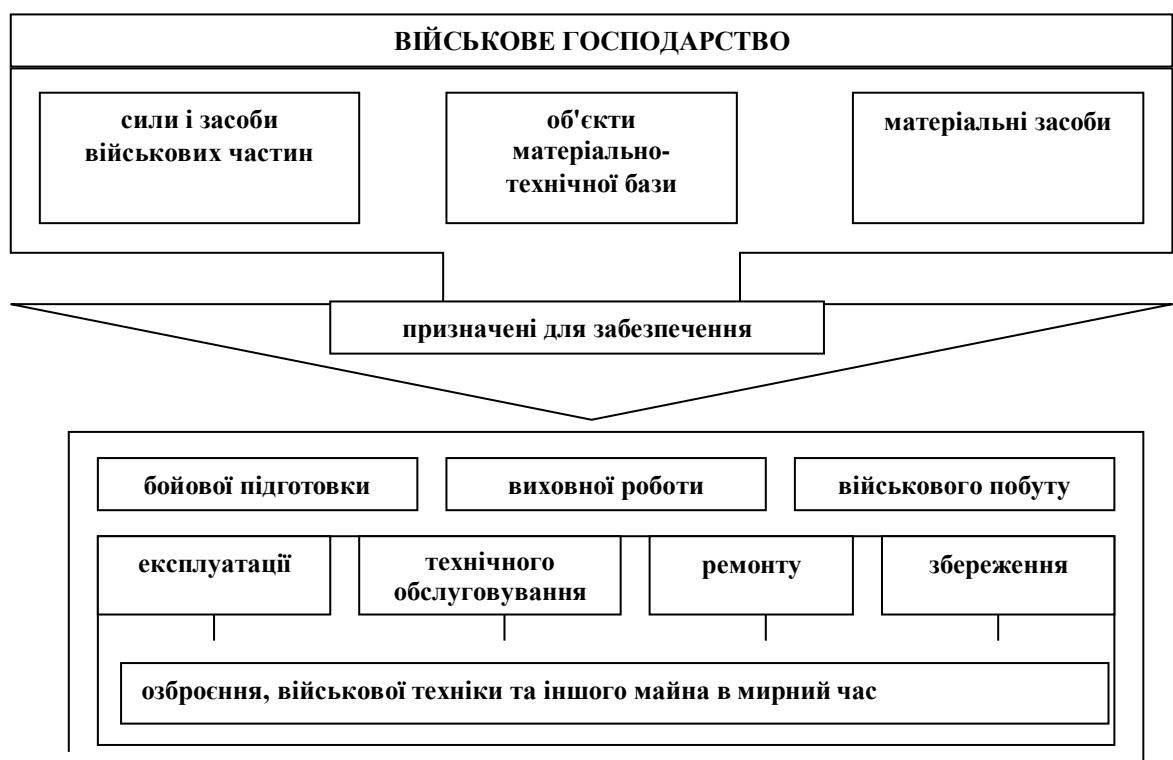 ВІЙСЬКОВЕ ГОСПОДАРСТВО
сили і засоби
військових частин
об'єкти
матеріально-
технічної бази
матеріальні засоби
призначені для забезпечення
бойової підготовки
виховної роботи
військового побуту
експлуатації
технічного
обслуговування
ремонту
збереження
озброєння, військової техніки та іншого майна в мирний час